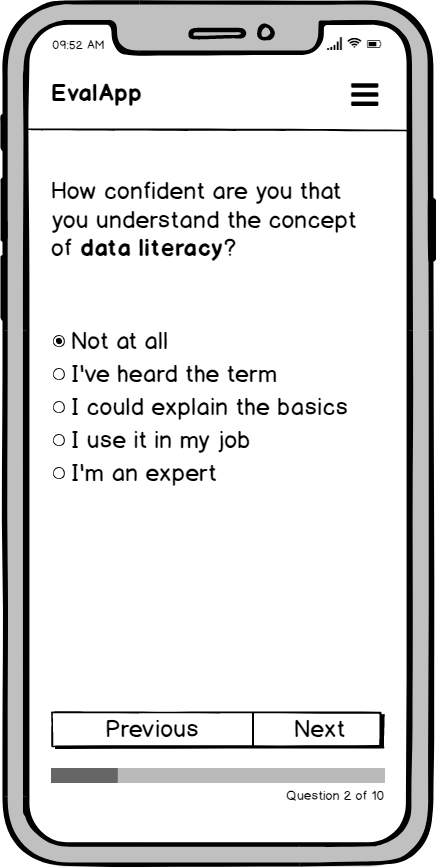 09:52 AM
EvalApp
How confident are you that
you understand the concept
of data literacy?
Not at all
I've heard the term
I could explain the basics
I use it in my job
I'm an expert
Previous
Next
Question 2 of 10